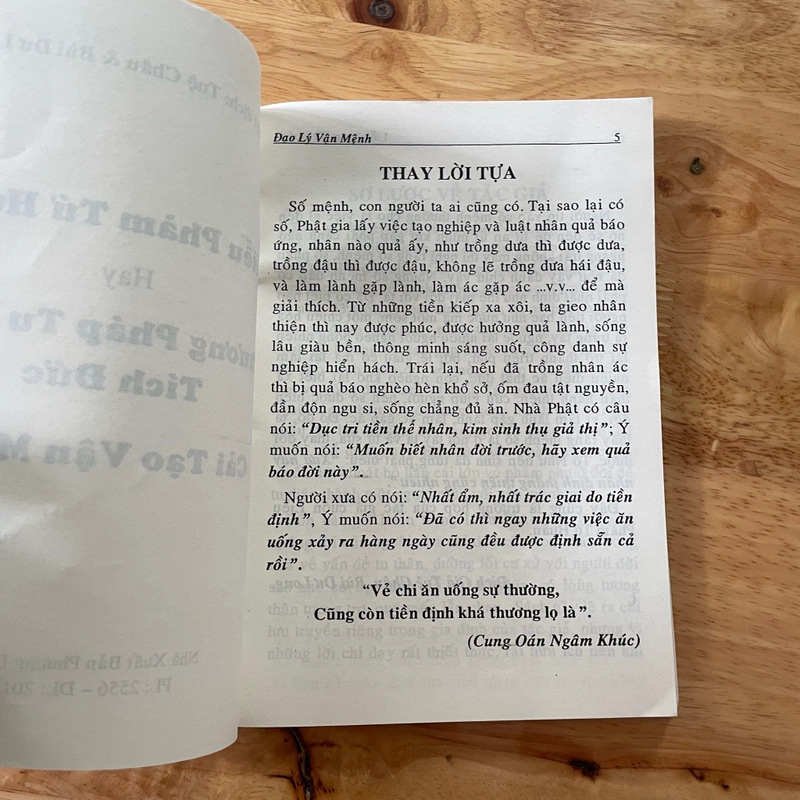 Đạo Lý Vận Mệnh 5
THAY LỜI TỰA
Số mệnh, con người ta ai cũng có. Tại sao lại có
số, Phật gia lấy việc tạo nghiệp và luật nhân quả báo
ứng, nhân nào quả ấy, như trồng dưa thì được dưa,
trồng đậu thì được đậu, không lẽ trồng dưa hái đậu,
và làm lành gặp lành, làm ác gặp ác ...v.v... để mà
giải thích. Từ những tiền kiếp xa xôi, ta gieo nhân
thiện thì nay được phúc, được hưởng quả lành, sống
lâu giàu bền, thông minh sáng suốt, công danh sự
nghiệp hiển hách. Trái lại, nếu đã trồng nhân ác
thì bị quả báo nghèo hèn khổ sở, ốm đau tật nguyền,
đần độn ngu si, sống chẳng đủ ăn. Nhà Phật có câu
nói: “Dục tri tiền thế nhân, kim sinh thụ giả thị”; Ý
muốn nói: “Muốn biết nhân đời trước, hãy xem quả
báo đời này”.
Người xưa có nói: “Nhất ẩm, nhất trác giai do tiền
định”, Ý muốn nói: “Đã có thì ngay những việc ăn
uống xảy ra hàng ngày cũng đều được định sẵn cả
rồi”.
“Vẻ chi ăn uống sự thường,
Cũng còn tiền định khá thương lọ là”.
(Cung Oán Ngâm Khúc)